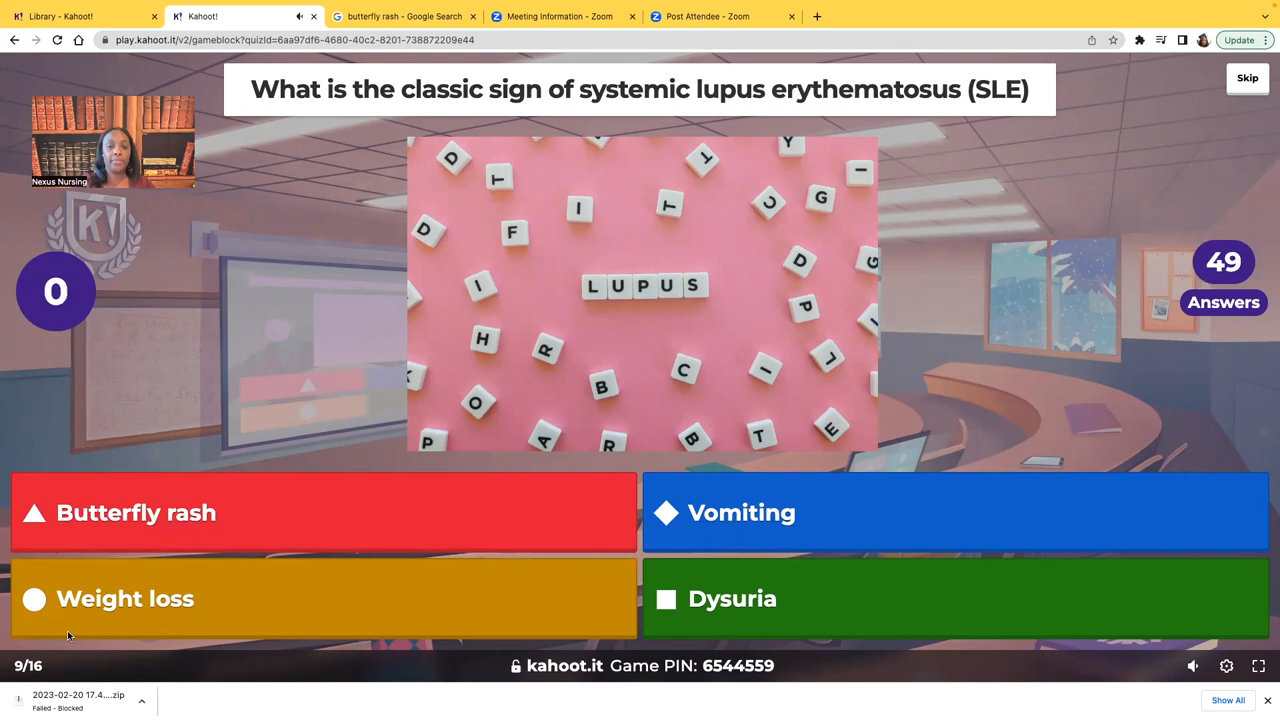 Library - Kahoot!
Kahoot!
butterfly rash - Google Search
Meeting Information - Zoom
Post Attendee - Zoom
play.kahoot.it/v2/gameblock?quizId=6aa97df6-4680-40c2-8201-738872209e44
Update
What is the classic sign of systemic lupus erythematosus (SLE)
Skip
Nexus Nursing
K!
0
49
Answers
D T I T T Y I
D F C G
I LUPUS D G
H R P
K O B C I L
P A R B T E
Butterfly rash
Vomiting
Weight loss
Dysuria
9/16
kahoot.it Game PIN: 6544559
2023-02-20 17.4....zip
Failed - Blocked
Show All